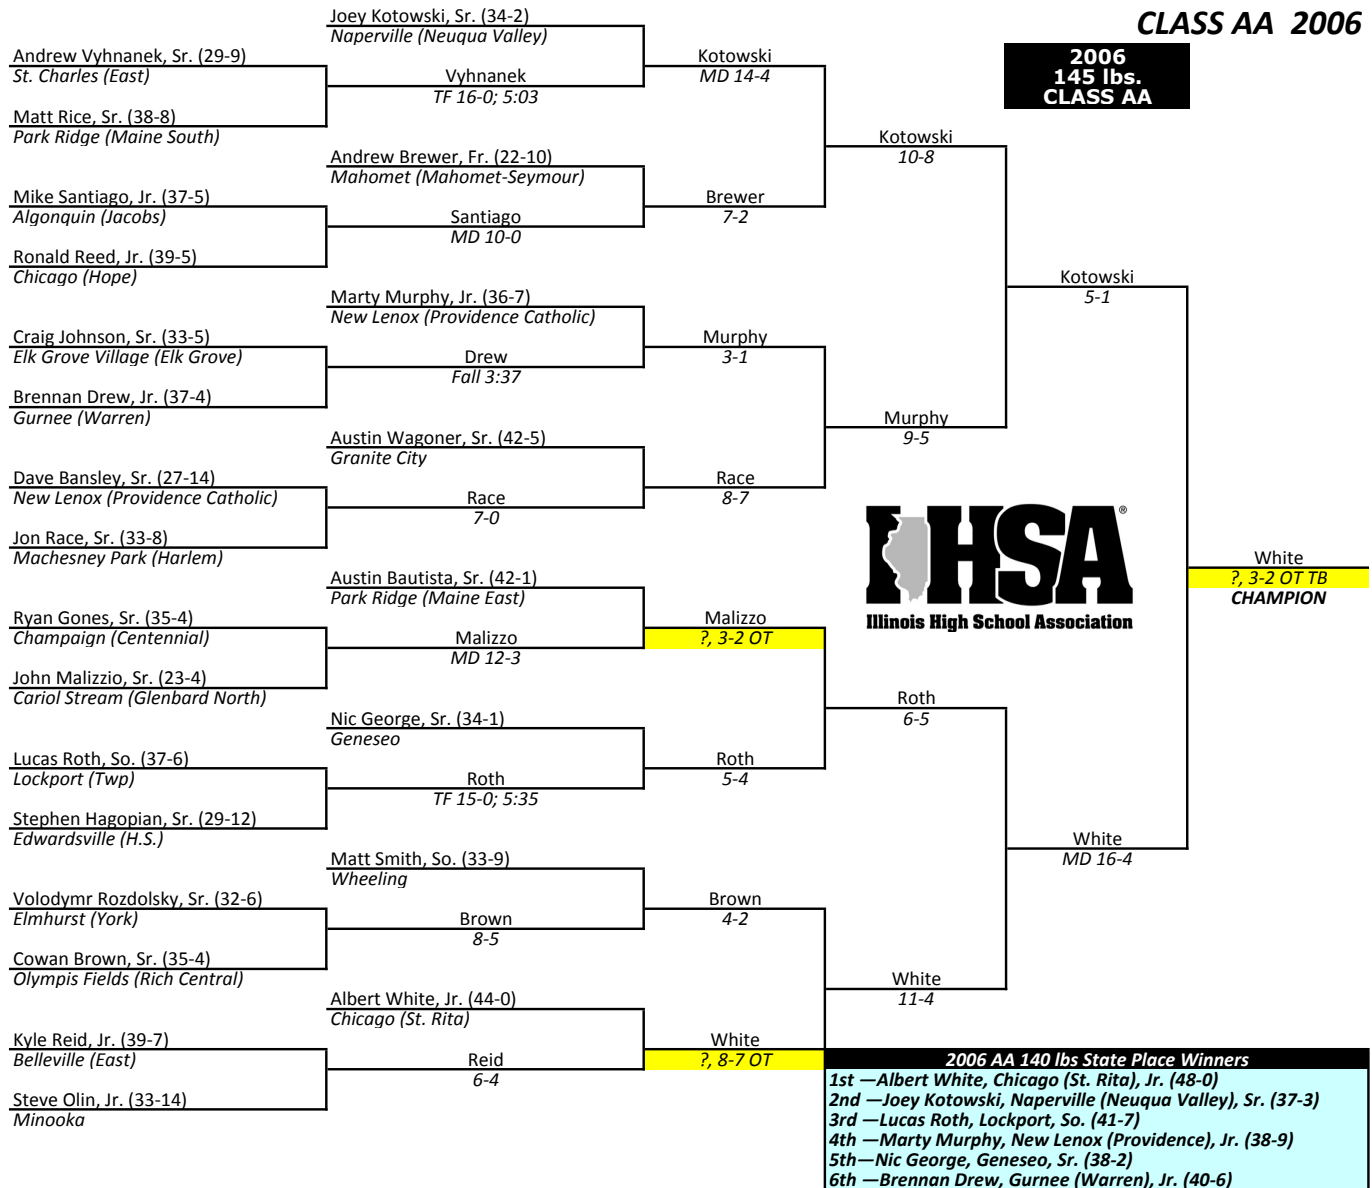 CLASS AA 2006
2006
145 lbs.
CLASS AA
Andrew Vyhnanek, Sr. (29-9)
St. Charles (East)
Matt Rice, Sr. (38-8)
Park Ridge (Maine South)
Mike Santiago, Jr. (37-5)
Algonquin (Jacobs)
Ronald Reed, Jr. (39-5)
Chicago (Hope)
Craig Johnson, Sr. (33-5)
Elk Grove Village (Elk Grove)
Brennan Drew, Jr. (37-4)
Gurnee (Warren)
Dave Bansley, Sr. (27-14)
New Lenox (Providence Catholic)
Jon Race, Sr. (33-8)
Machesney Park (Harlem)
Ryan Gones, Sr. (35-4)
Champaign (Centennial)
John Malizzio, Sr. (23-4)
Cariol Stream (Glenbard North)
Lucas Roth, So. (37-6)
Lockport (Twp)
Stephen Hagopian, Sr. (29-12)
Edwardsville (H.S.)
Volodymr Rozdolsky, Sr. (32-6)
Elmhurst (York)
Cowan Brown, Sr. (35-4)
Olympis Fields (Rich Central)
Kyle Reid, Jr. (39-7)
Belleville (East)
Steve Olin, Jr. (33-14)
Minooka
Joey Kotowski, Sr. (34-2)
Naperville (Neuqua Valley)
Vyhnanek
TF 16-0; 5:03
Andrew Brewer, Fr. (22-10)
Mahomet (Mahomet-Seymour)
Santiago
MD 10-0
Marty Murphy, Jr. (36-7)
New Lenox (Providence Catholic)
Drew
Fall 3:37
Austin Wagoner, Sr. (42-5)
Granite City
Race
7-0
Austin Bautista, Sr. (42-1)
Park Ridge (Maine East)
Malizzo
MD 12-3
Nic George, Sr. (34-1)
Geneseo
Roth
TF 15-0; 5:35
Matt Smith, So. (33-9)
Wheeling
Brown
8-5
Albert White, Jr. (44-0)
Chicago (St. Rita)
Reid
6-4
Kotowski
MD 14-4
Brewer
7-2
Murphy
3-1
Race
8-7
Malizzo
?, 3-2 OT
Roth
5-4
Brown
4-2
White
?, 8-7 OT
Kotowski
10-8
Murphy
9-5
Roth
6-5
White
11-4
Kotowski
5-1
White
MD 16-4
White
?, 3-2 OT TB
CHAMPION
IHSA®
Illinois High School Association
2006 AA 140 lbs State Place Winners
1st —Albert White, Chicago (St. Rita), Jr. (48-0)
2nd —Joey Kotowski, Naperville (Neuqua Valley), Sr. (37-3)
3rd —Lucas Roth, Lockport, So. (41-7)
4th —Marty Murphy, New Lenox (Providence), Jr. (38-9)
5th—Nic George, Geneseo, Sr. (38-2)
6th —Brennan Drew, Gurnee (Warren), Jr. (40-6)